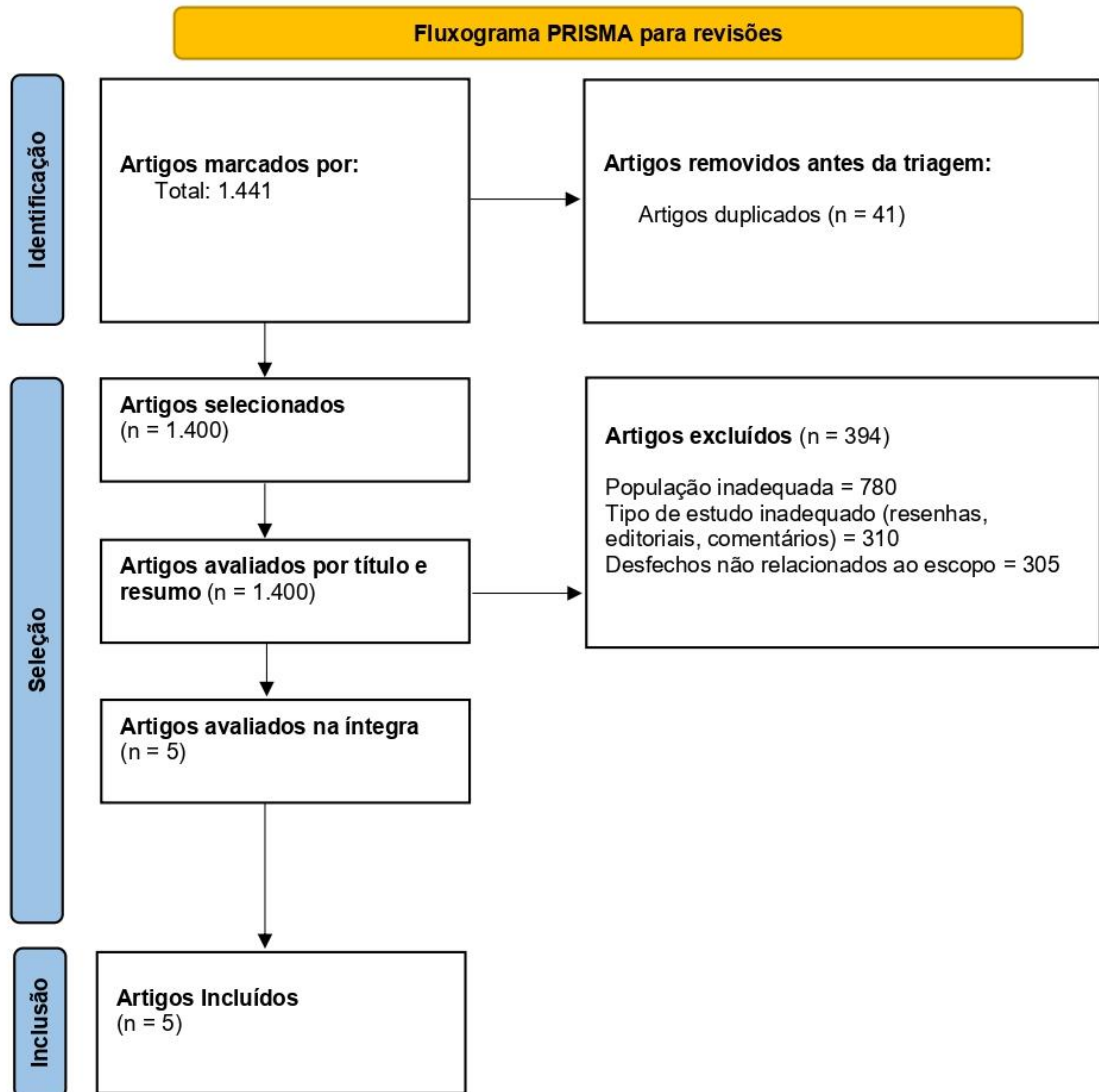 Fluxograma PRISMA para revisões
Identificação
Artigos marcados por:
Total: 1.441
Artigos removidos antes da triagem:
Artigos duplicados (n = 41)
Seleção
Artigos selecionados
(n = 1.400)
Artigos avaliados por título e
resumo (n = 1.400)
Artigos excluídos (n = 394)
População inadequada = 780
Tipo de estudo inadequado (resenhas,
editoriais, comentários) = 310
Desfechos não relacionados ao escopo = 305
Artigos avaliados na íntegra
(n = 5)
Inclusão
Artigos Incluídos
(n = 5)